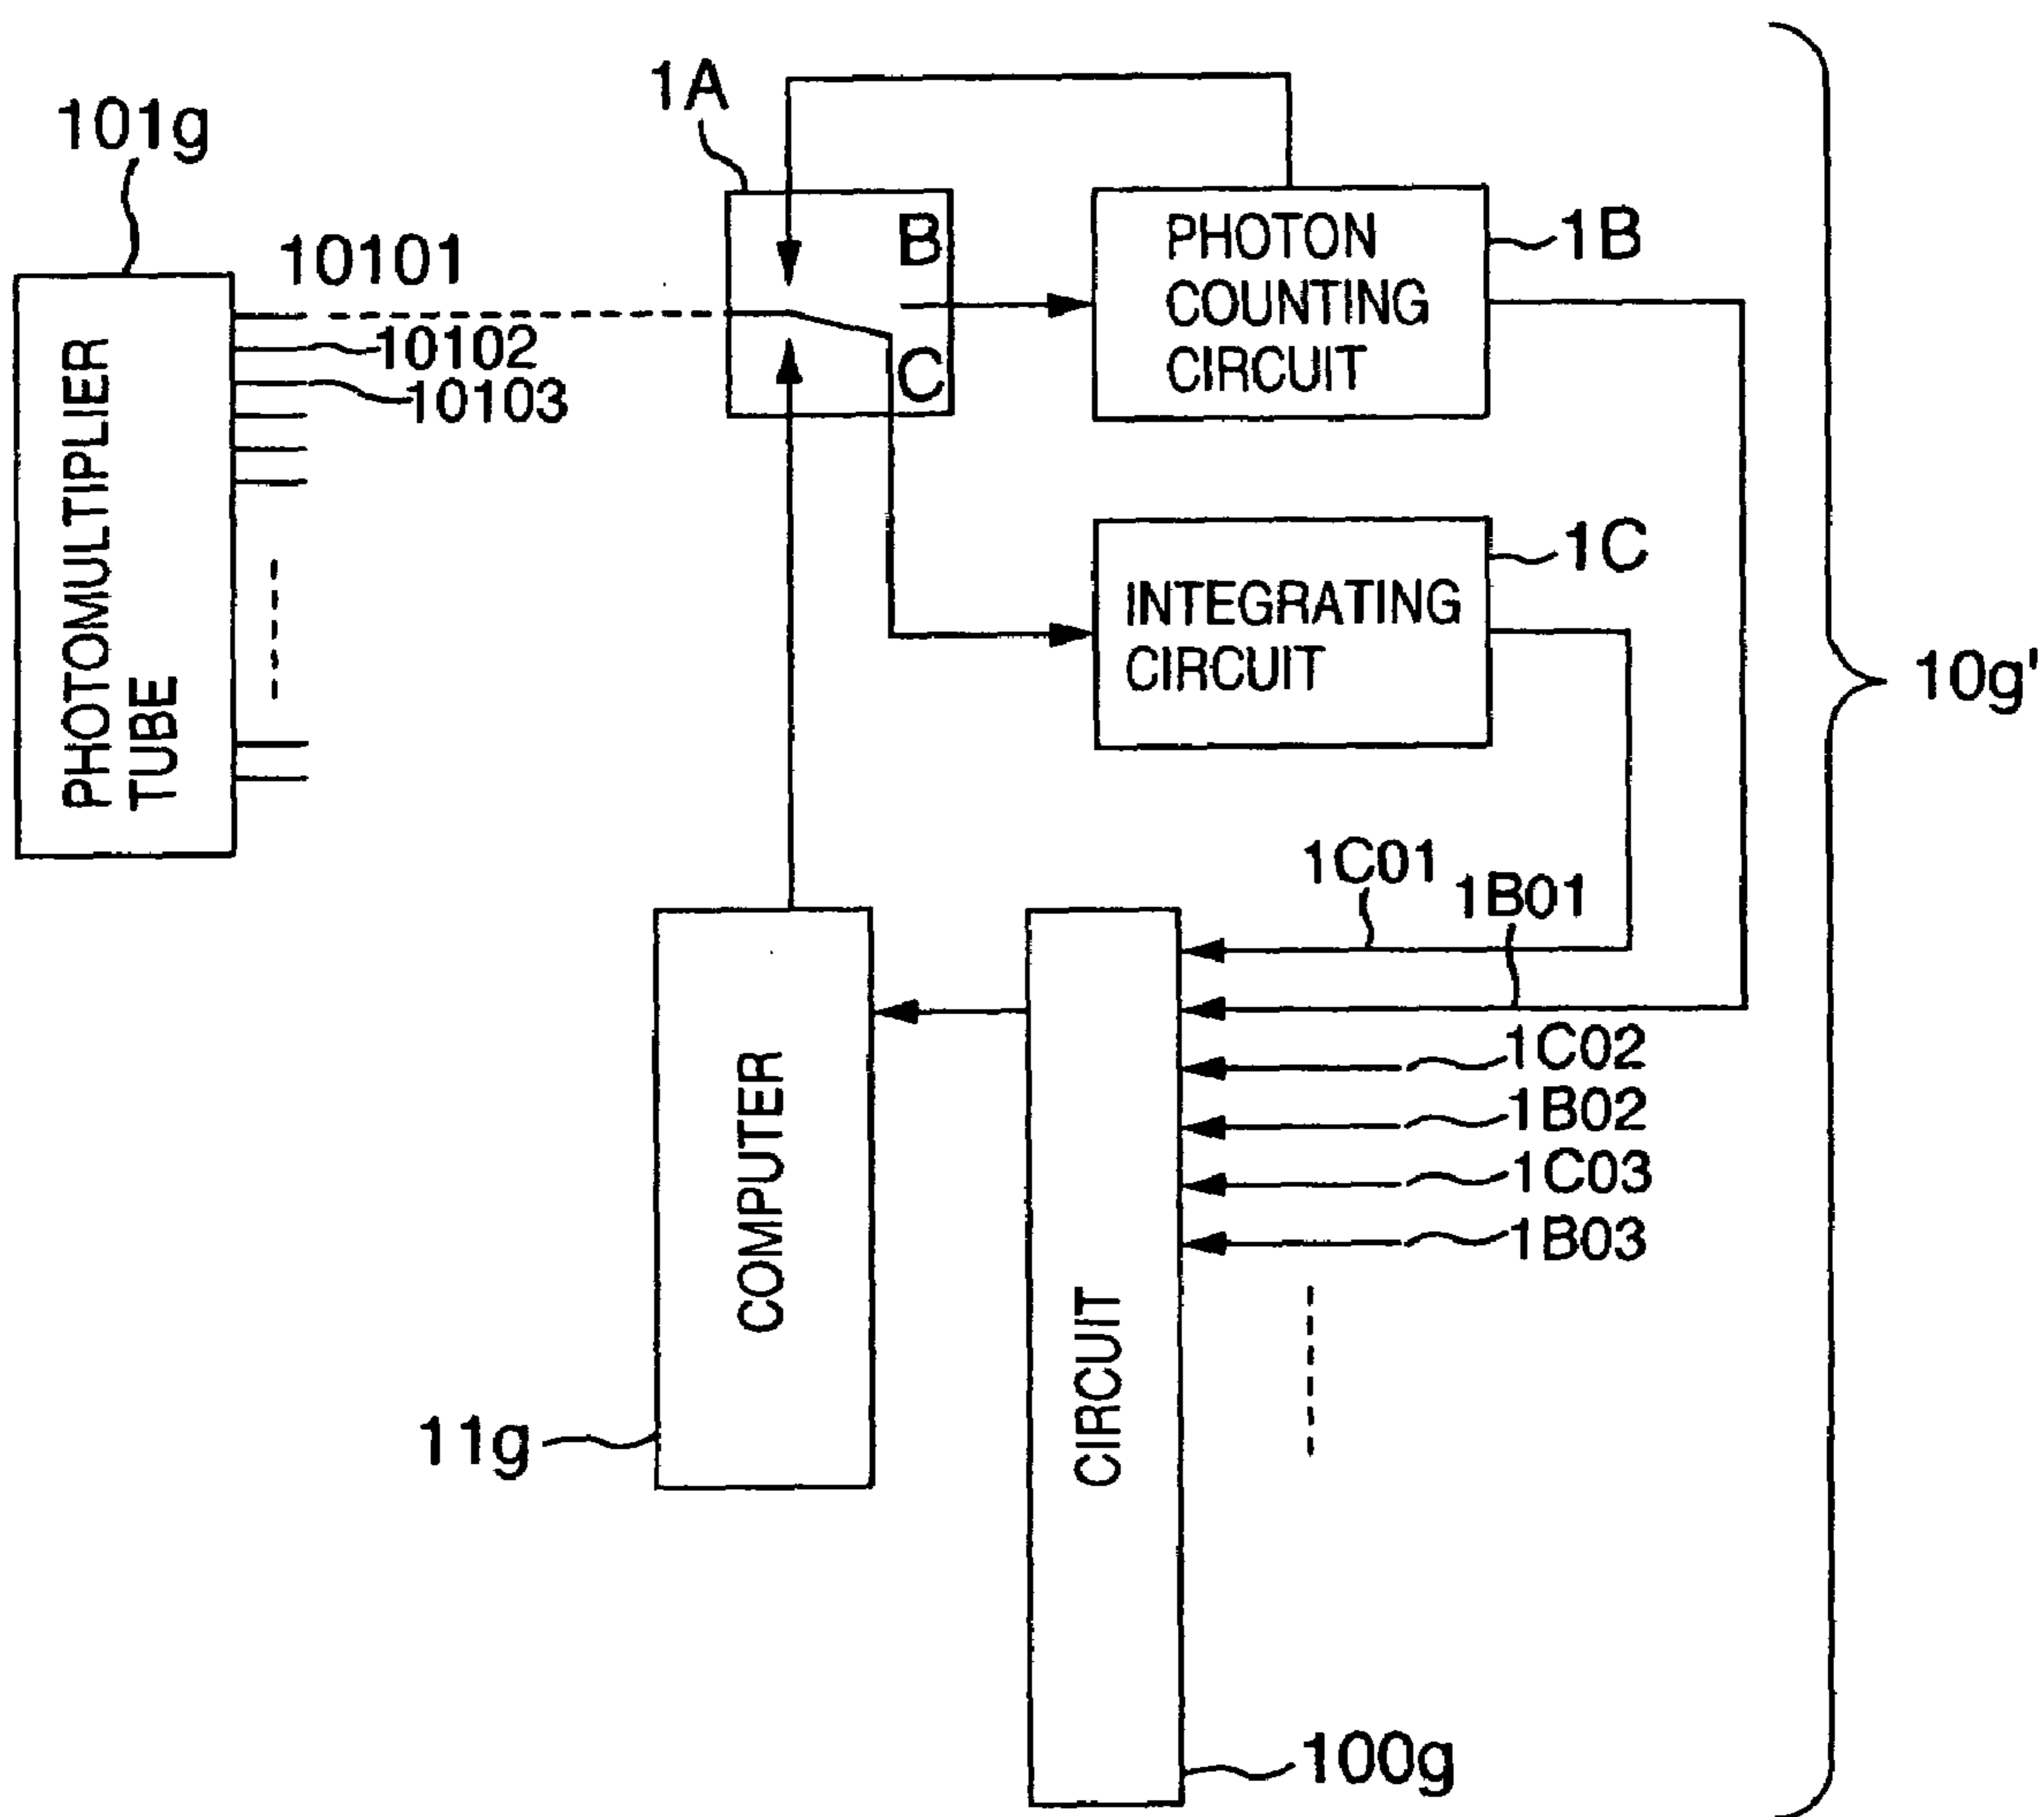 1A
101g
10101
10102
10103
PHOTOMULTIPLIER
TUBE
B
C
PHOTON
COUNTING
CIRCUIT
1B
INTEGRATING
CIRCUIT
1C
10g'
1C01
1B01
1C02
1B02
1C03
1B03
COMPUTER
CIRCUIT
11g
100g